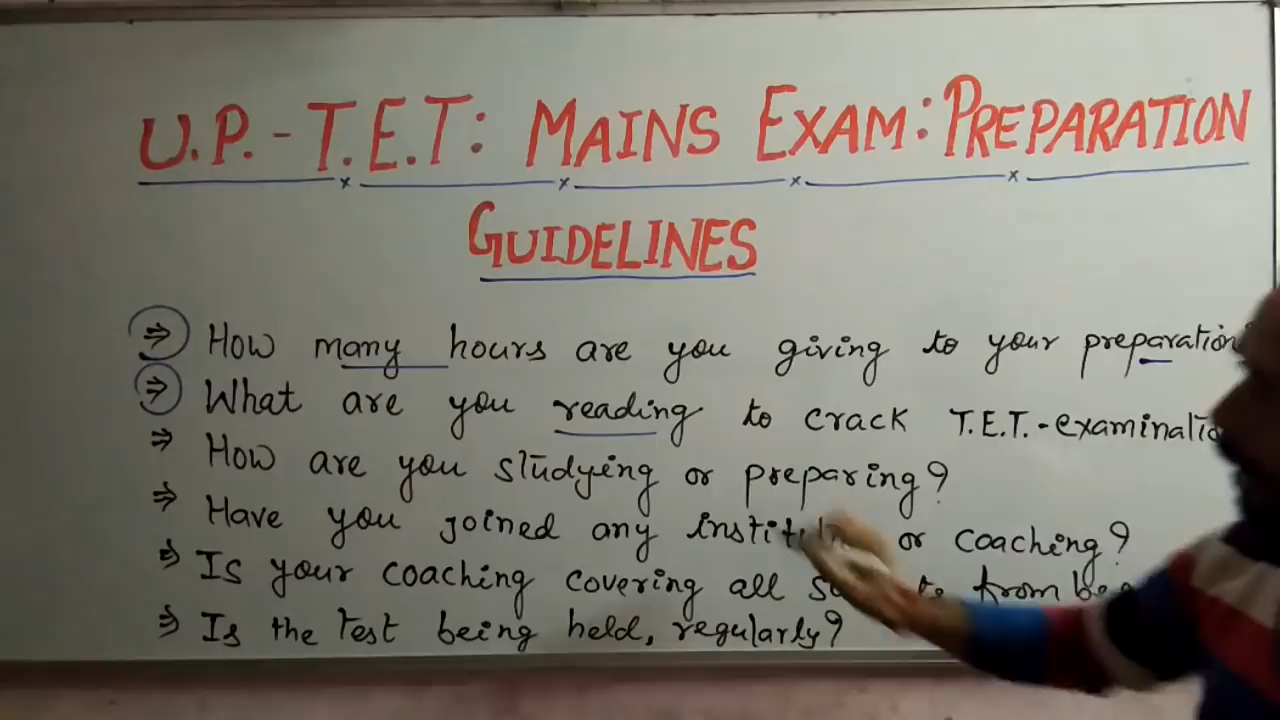 U.P.-T.E.T: MAINS EXAM: PREPARATION
GUIDELINES
⇒ How many hours are you giving to your preparation
⇒ What are you reading to crack T.E.T.-examination
⇒ How are you studying or preparing?
⇒ Have you joined any or coaching?
⇒ Is your coaching covering all from
⇒ Is the Test being held, regularly?